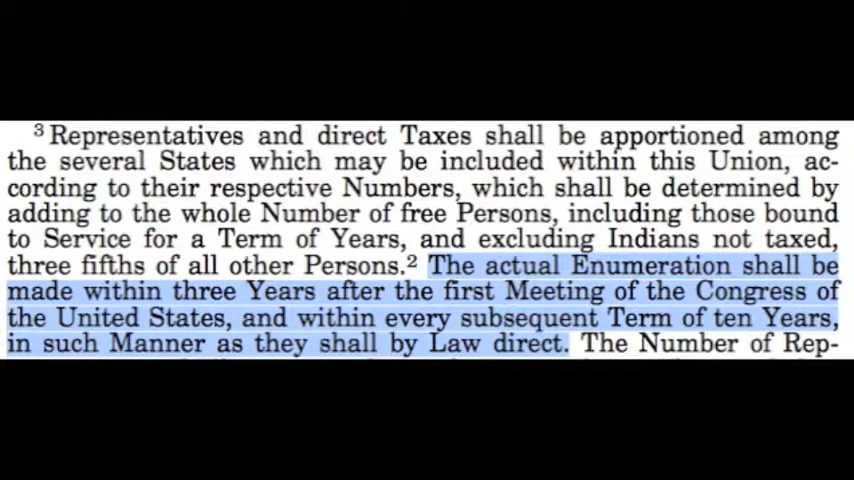 ³ Representatives and direct Taxes shall be apportioned among
the several States which may be included within this Union, ac-
cording to their respective Numbers, which shall be determined by
adding to the whole Number of free Persons, including those bound
to Service for a Term of Years, and excluding Indians not taxed,
three fifths of all other Persons.² The actual Enumeration shall be
made within three Years after the first Meeting of the Congress of
the United States, and within every subsequent Term of ten Years,
in such Manner as they shall by Law direct. The Number of Rep-